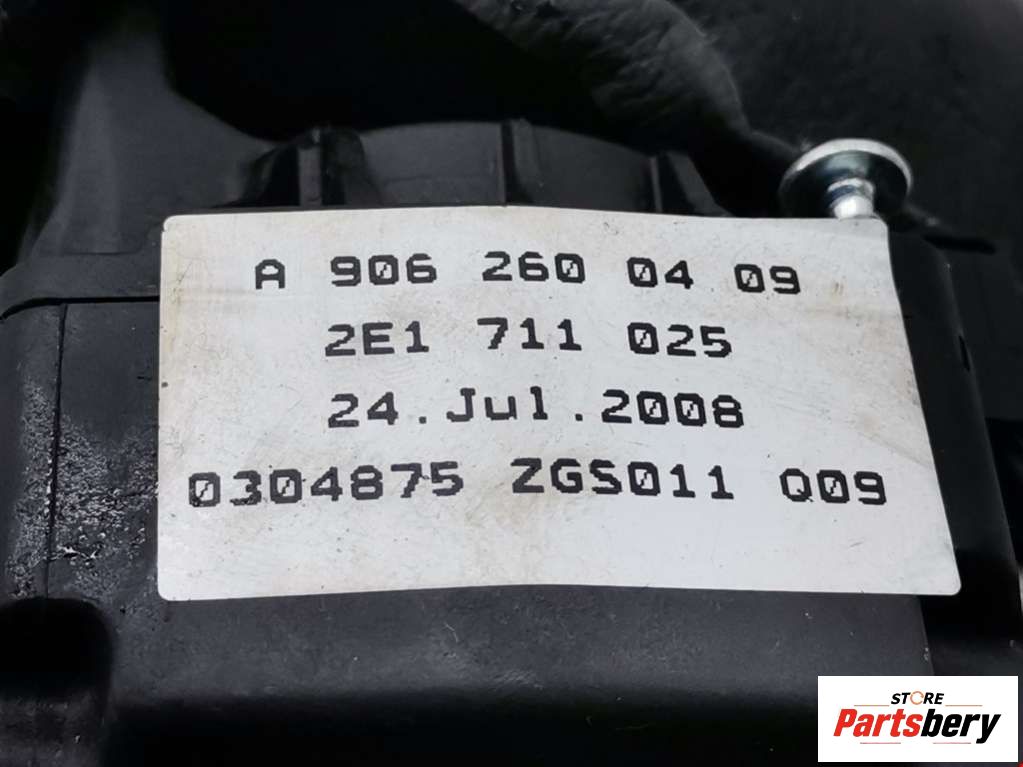 A 906 260 04 09
2E1 711 025
24.Jul.2008
0304875 ZGS011 Q09
STORE
Partsbery